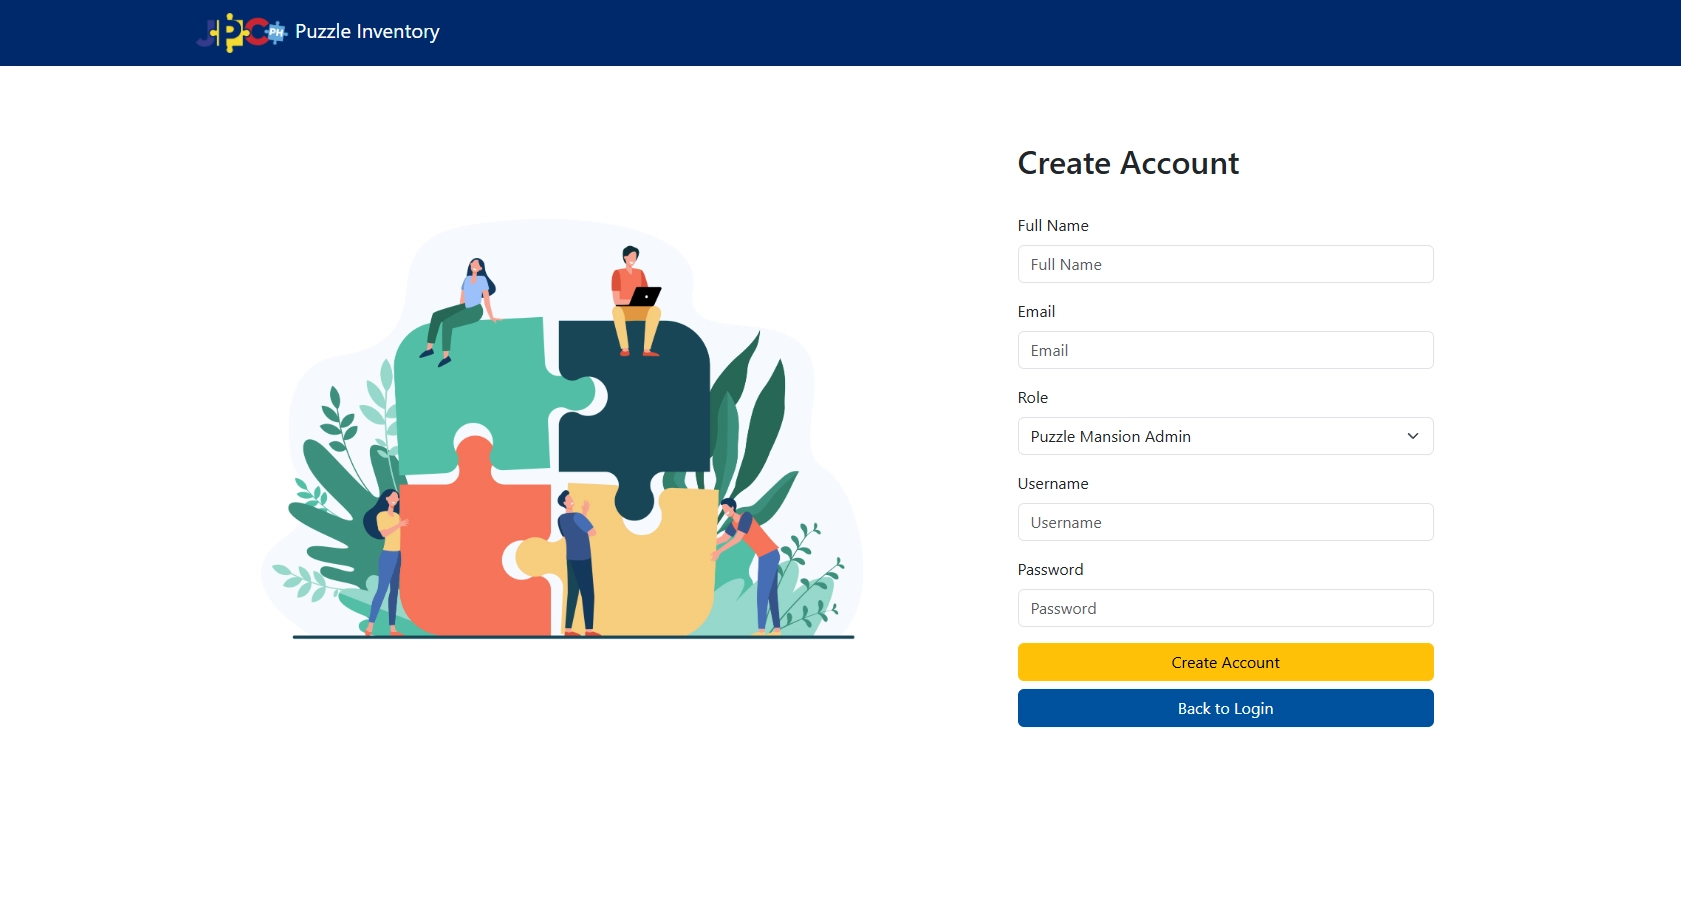 JPC PH Puzzle Inventory
Create Account
Full Name
Full Name
Email
Email
Role
Puzzle Mansion Admin
Username
Username
Password
Password
Create Account
Back to Login